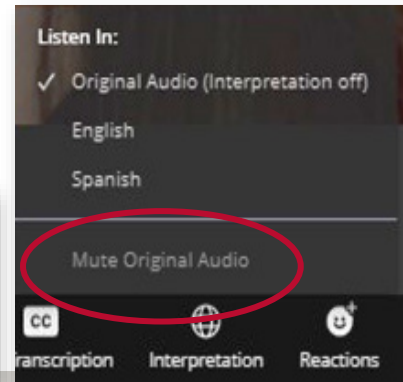 Listen In:
✓ Original Audio (Interpretation off)
English
Spanish
Mute Original Audio
CC
ranscription Interpretation Reactions